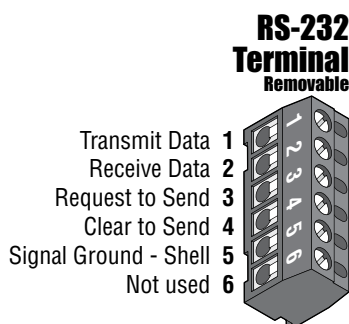 RS-232
Terminal
Removable
Transmit Data 1
Receive Data 2
Request to Send 3
Clear to Send 4
Signal Ground - Shell 5
Not used 6
1
2
3
4
5
6